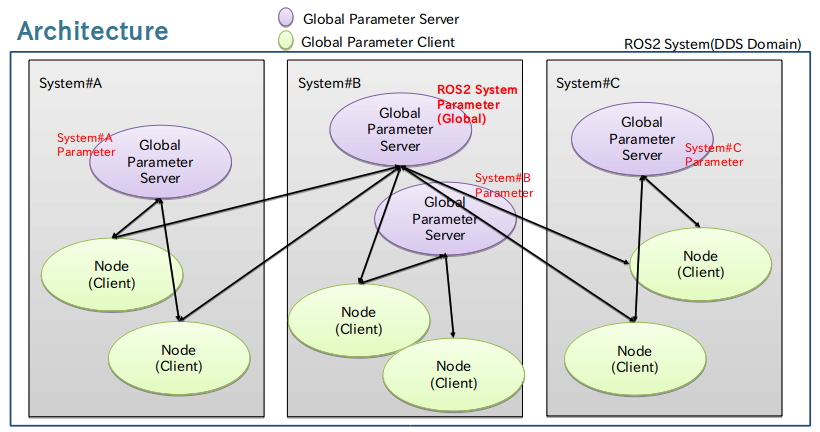 Architecture
Global Parameter Server
Global Parameter Client
ROS2 System(DDS Domain)
System#A
System#A
Parameter
Global
Parameter
Server
Node
(Client)
Node
(Client)
System#B
ROS2 System
Parameter
(Global)
Global
Parameter
Server
System#B
Parameter
Global
Parameter
Server
Node
(Client)
Node
(Client)
System#C
Global
Parameter
Server
System#C
Parameter
Node
(Client)
Node
(Client)